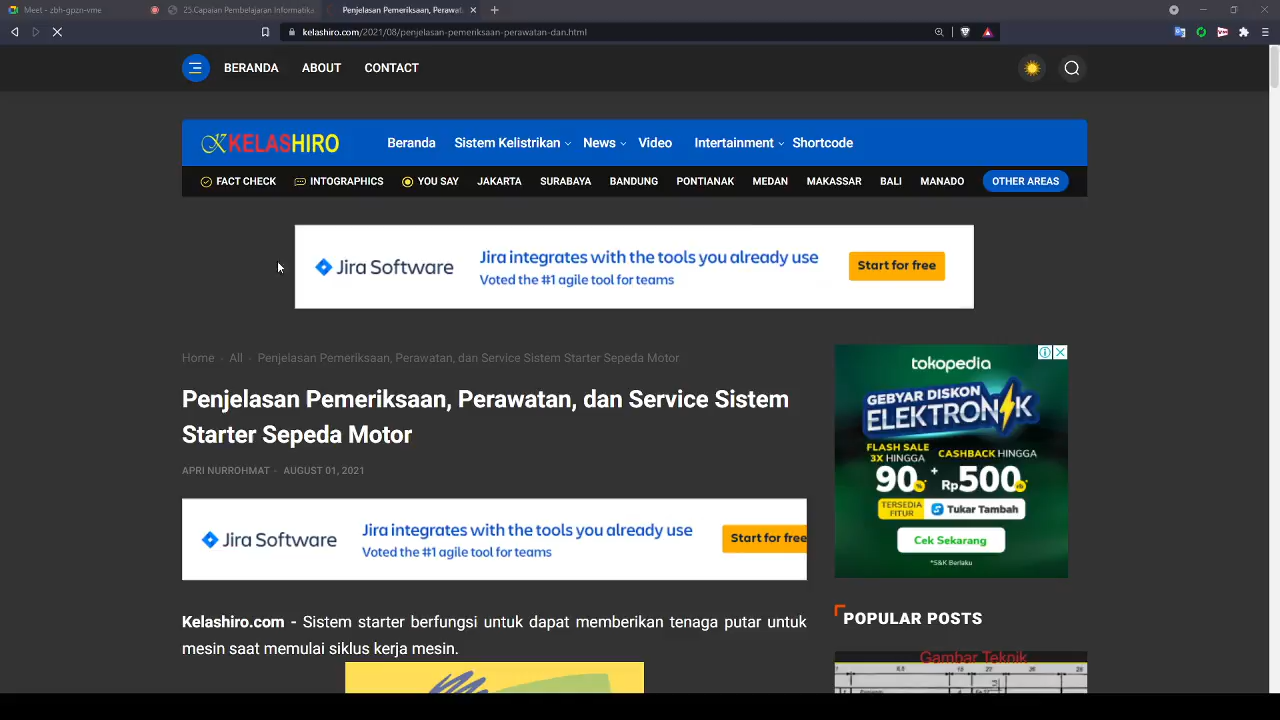 Meet - zbh-gpzn-vme
25.Capaian Pembelajaran Informatika
Penjelasan Pemeriksaan, Perawat
kelashiro.com/2021/08/penjelasan-pemeriksaan-perawatan-dan.html
BERANDA ABOUT CONTACT
KELASHIRO
Beranda Sistem Kelistrikan News Video Intertainment Shortcode
FACT CHECK INTOGRAPHICS YOU SAY JAKARTA SURABAYA BANDUNG PONTIANAK MEDAN MAKASSAR BALI MANADO OTHER AREAS
Jira Software
Jira integrates with the tools you already use
Voted the #1 agile tool for teams
Start for free
Home All Penjelasan Pemeriksaan, Perawatan, dan Service Sistem Starter Sepeda Motor
Penjelasan Pemeriksaan, Perawatan, dan Service Sistem
Starter Sepeda Motor
APRI NURROHMAT - AUGUST 01, 2021
Jira Software
Jira integrates with the tools you already use
Voted the #1 agile tool for teams
Start for free
Kelashiro.com - Sistem starter berfungsi untuk dapat memberikan tenaga putar untuk
mesin saat memulai siklus kerja mesin.
tokopedia
GEBYAR DISKON
ELEKTRONIK
FLASH SALE
3X HINGGA
90%
+
CASHBACK HINGGA
Rp500
TERSEDIA
FITUR
Tukar Tambah
Cek Sekarang
*S&K Berlaku
POPULAR POSTS
Gambar Teknik